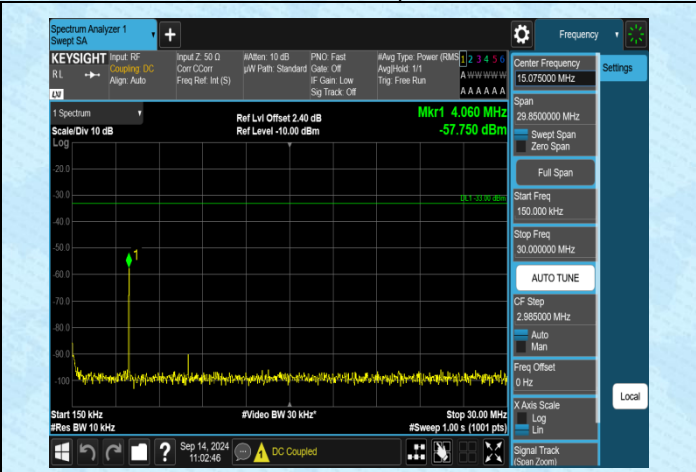 Spectrum Analyzer 1
Swept SA
Frequency
KEYSIGHT
RL
LXI
Input: RF
Coupling: DC
Align: Auto
Input Z: 50 Ω
Corr CCorr
Freq Ref: Int (S)
#Atten: 10 dB
µW Path: Standard
PNO: Fast
Gate: Off
IF Gain: Low
Sig Track: Off
#Avg Type: Power (RMS
Avg|Hold: 1/1
Trig: Free Run
1 2 3 4 5 6
A W W W W W
A A A A A A
1 Spectrum
Scale/Div 10 dB
Log
Ref Lvl Offset 2.40 dB
Ref Level -10.00 dBm
Mkr1 4.060 MHz
-57.750 dBm
-20.0
-30.0
DL1 -33.00 dBm
-40.0
-50.0
1
-60.0
-70.0
-80.0
-90.0
-100
Start 150 kHz
#Res BW 10 kHz
#Video BW 30 kHz*
Stop 30.00 MHz
#Sweep 1.00 s (1001 pts)
Sep 14, 2024
11:02:46
DC Coupled
Center Frequency
15.075000 MHz
Settings
Span
29.8500000 MHz
Swept Span
Zero Span
Full Span
Start Freq
150.000 kHz
Stop Freq
30.000000 MHz
AUTO TUNE
CF Step
2.985000 MHz
Auto
Man
Freq Offset
0 Hz
X Axis Scale
Log
Lin
Local
Signal Track
(Span Zoom)